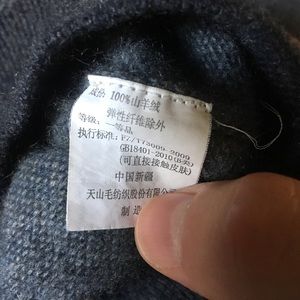 成份: 100%山羊绒
弹性纤维除外
等级: 一等品
执行标准: FZ/T73009-2009
GB18401-2010(B类)
(可直接接触皮肤)
中国新疆
天山毛纺织股份有限公司
制造